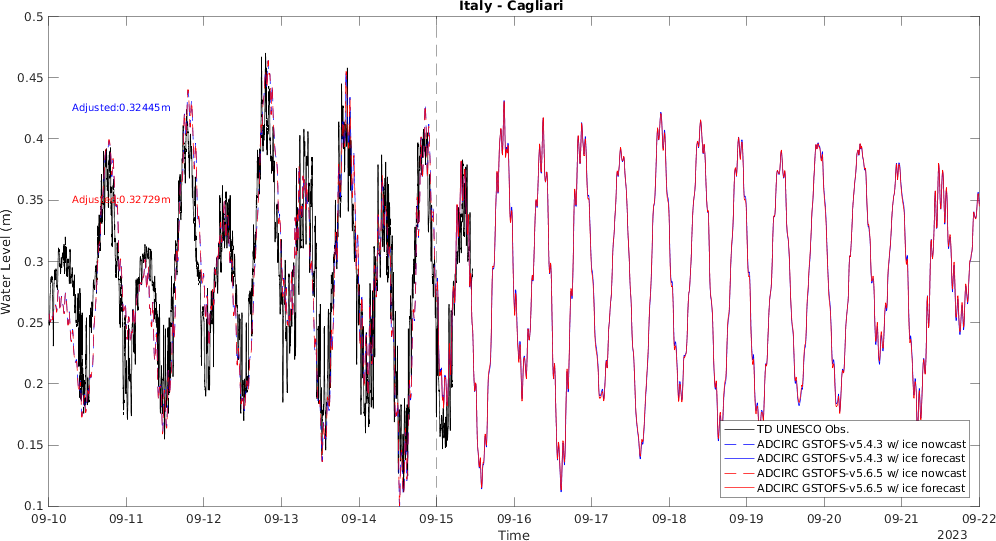 Italy - Cagliari
0.5
0.45
0.4
0.35
0.3
0.25
0.2
0.15
0.1
Water Level (m)
Adjusted:0.32445m
Adjusted:0.32729m
TD UNESCO Obs.
ADCIRC GSTOFS-v5.4.3 w/ ice nowcast
ADCIRC GSTOFS-v5.4.3 w/ ice forecast
ADCIRC GSTOFS-v5.6.5 w/ ice nowcast
ADCIRC GSTOFS-v5.6.5 w/ ice forecast
09-10 09-11 09-12 09-13 09-14 09-15 09-16 09-17 09-18 09-19 09-20 09-21 09-22
Time
2023